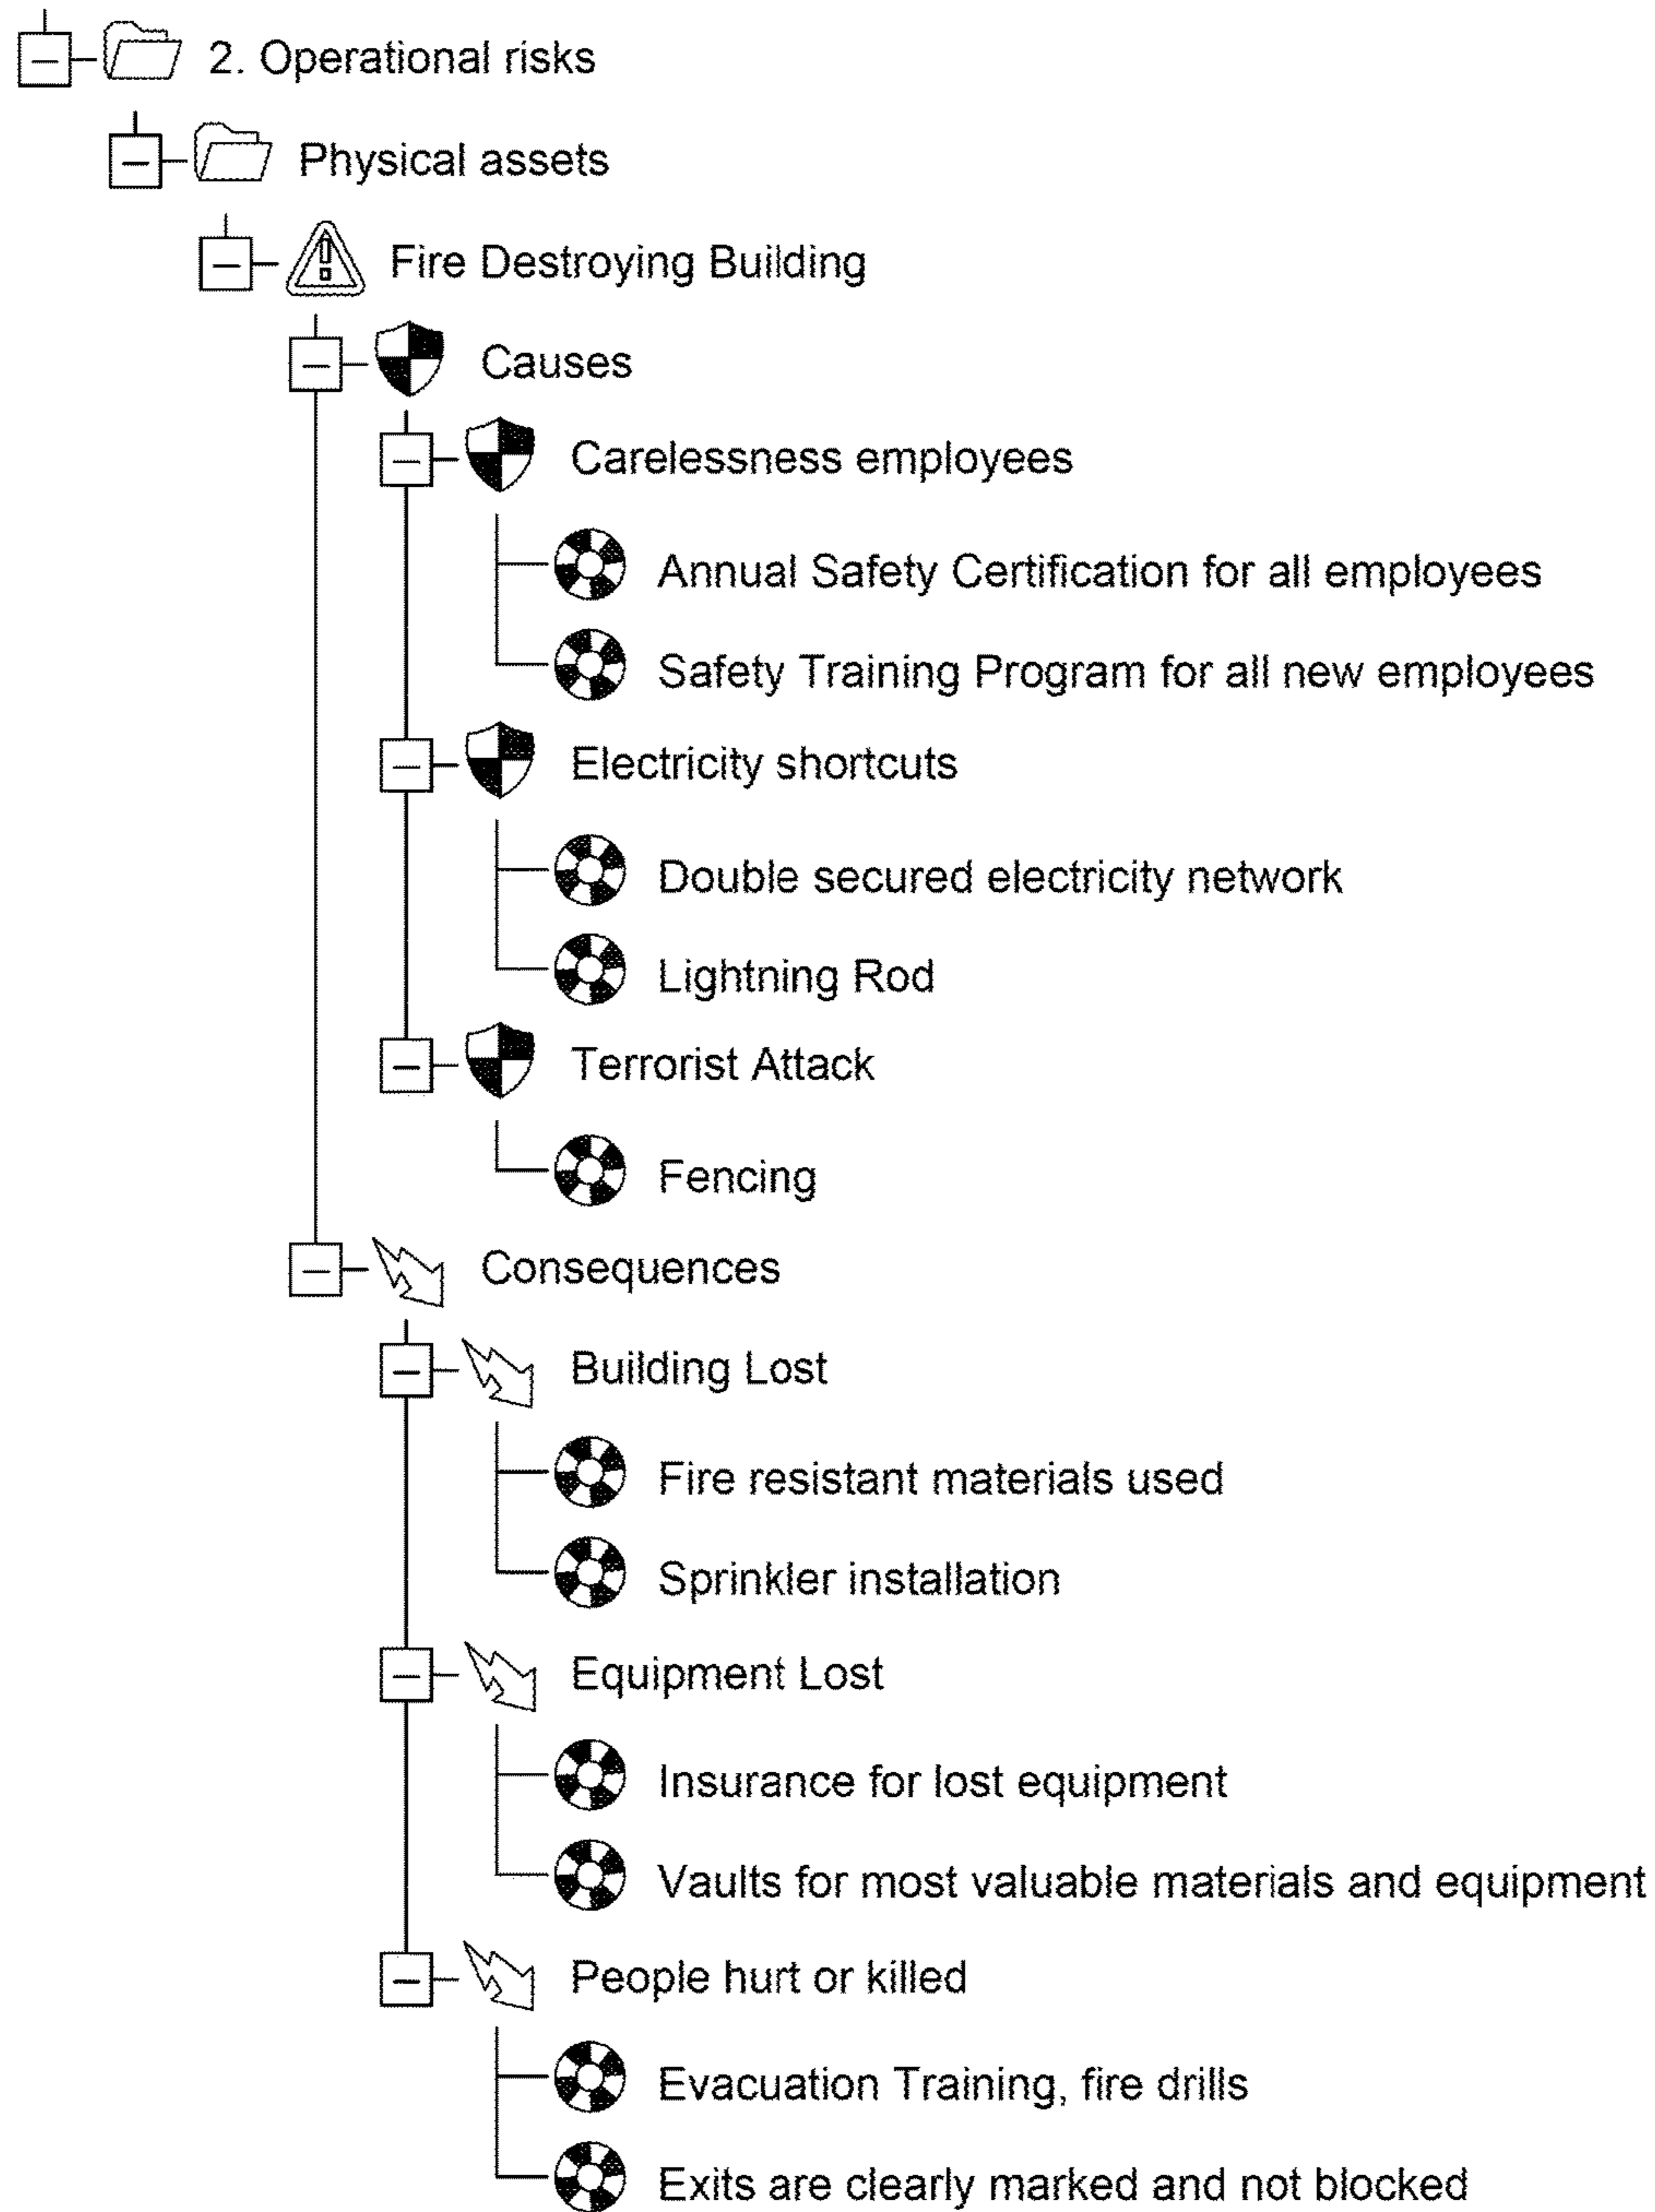 2. Operational risks
Physical assets
Fire Destroying Building
Causes
Carelessness employees
Annual Safety Certification for all employees
Safety Training Program for all new employees
Electricity shortcuts
Double secured electricity network
Lightning Rod
Terrorist Attack
Fencing
Consequences
Building Lost
Fire resistant materials used
Sprinkler installation
Equipment Lost
Insurance for lost equipment
Vaults for most valuable materials and equipment
People hurt or killed
Evacuation Training, fire drills
Exits are clearly marked and not blocked